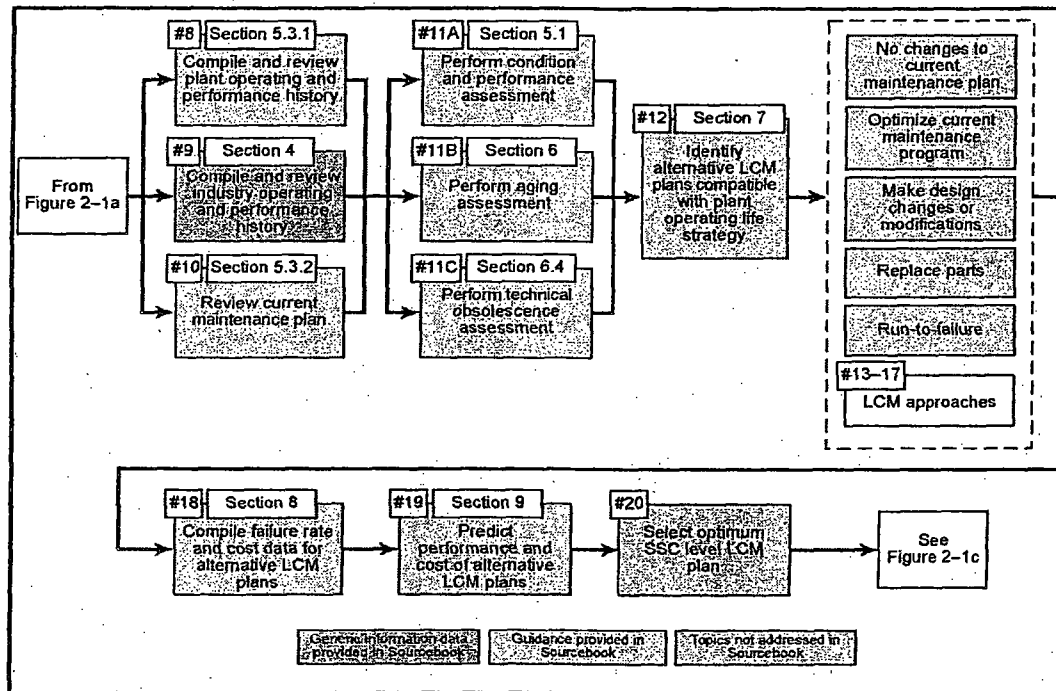 #8 Section 5.3.1
Compile and review
plant operating and
performance history
#9 Section 4
Compile and review
industry operating
and performance
history
#10 Section 5.3.2
Review current
maintenance plan
From
Figure 2–1a
#11A Section 5.1
Perform condition
and performance
assessment
#11B Section 6
Perform aging
assessment
#11C Section 6.4
Perform technical
obsolescence
assessment
#12 Section 7
Identify
alternative LCM
plans compatible
with plant
operating life
strategy
No changes to
current
maintenance plan
Optimize current
maintenance
program
Make design
changes or
modifications
Replace parts
Run-to-failure
#13–17
LCM approaches
#18 Section 8
Compile failure rate
and cost data for
alternative LCM
plans
#19 Section 9
Predict
performance and
cost of alternative
LCM plans
#20
Select optimum
SSC level LCM
plan
See
Figure 2–1c
Generic information data
provided in Sourcebook
Guidance provided in
Sourcebook
Topics not addressed in
Sourcebook